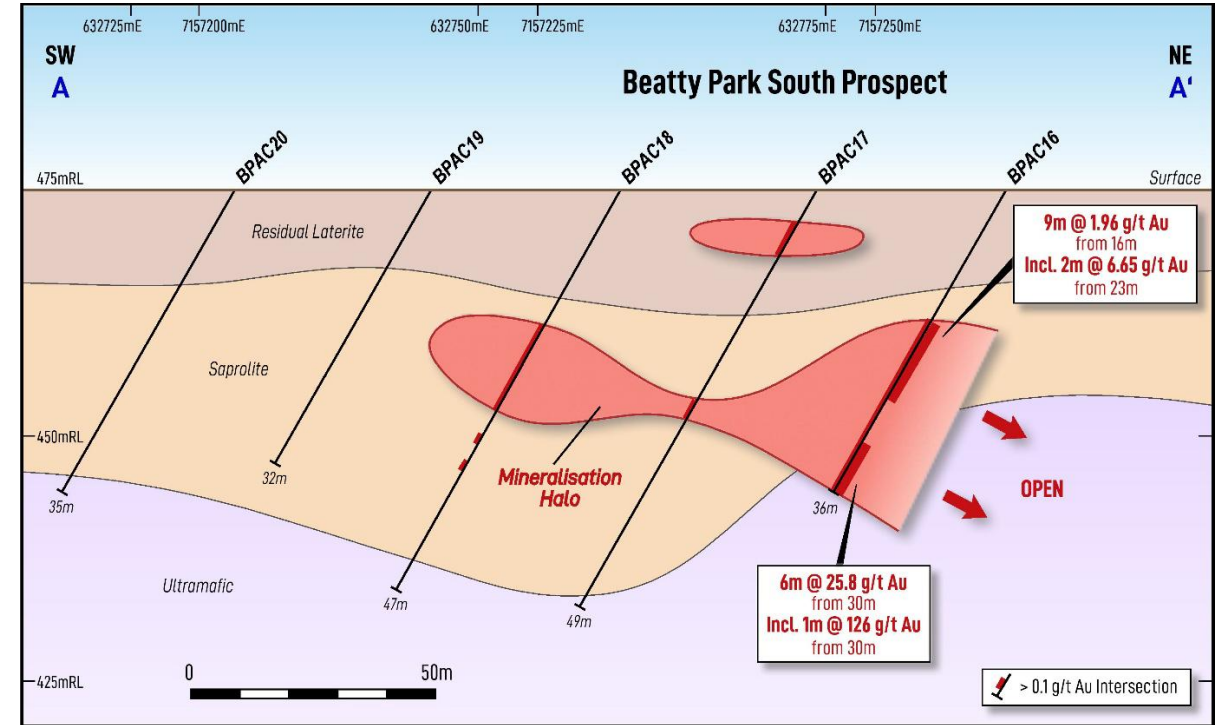 632725mE
7157200mE
632750mE
7157225mE
632775mE
7157250mE
SW
A
Beatty Park South Prospect
NE
A'
BPAC20
BPAC19
BPAC18
BPAC17
BPAC16
475mRL
Surface
Residual Laterite
9m @ 1.96 g/t Au
from 16m
Incl. 2m @ 6.65 g/t Au
from 23m
Saprolite
450mRL
Mineralisation
Halo
32m
35m
36m
OPEN
Ultramafic
47m
49m
6m @ 25.8 g/t Au
from 30m
Incl. 1m @ 126 g/t Au
from 30m
0
50m
425mRL
> 0.1 g/t Au Intersection